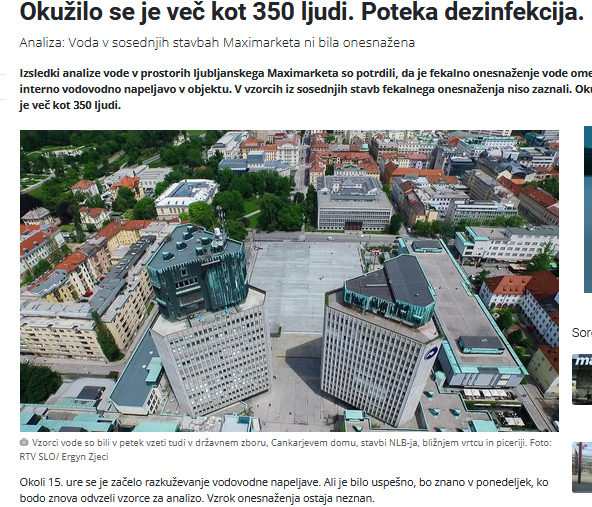 Okužilo se je več kot 350 ljudi. Poteka dezinfekcija.
Analiza: Voda v sosednjih stavbah Maximarketa ni bila onesnažena
Izsledki analize vode v prostorih ljubljanskega Maximarketa so potrdili, da je fekalno onesnaženje vode ome
interno vodovodno napeljavo v objektu. V vzorcih iz sosednjih stavb fekalnega onesnaženja niso zaznali. Oku
je več kot 350 ljudi.
Sor
Vzorci vode so bili v petek vzeti tudi v državnem zboru, Cankarjevem domu, stavbi NLB-ja, bližnjem vrtcu in piceriji. Foto:
RTV SLO/ Ergyn Zjeci
Okoli 15. ure se je začelo razkuževanje vodovodne napeljave. Ali je bilo uspešno, bo znano v ponedeljek, ko
bodo znova odvzeli vzorce za analizo. Vzrok onesnaženja ostaja neznan.